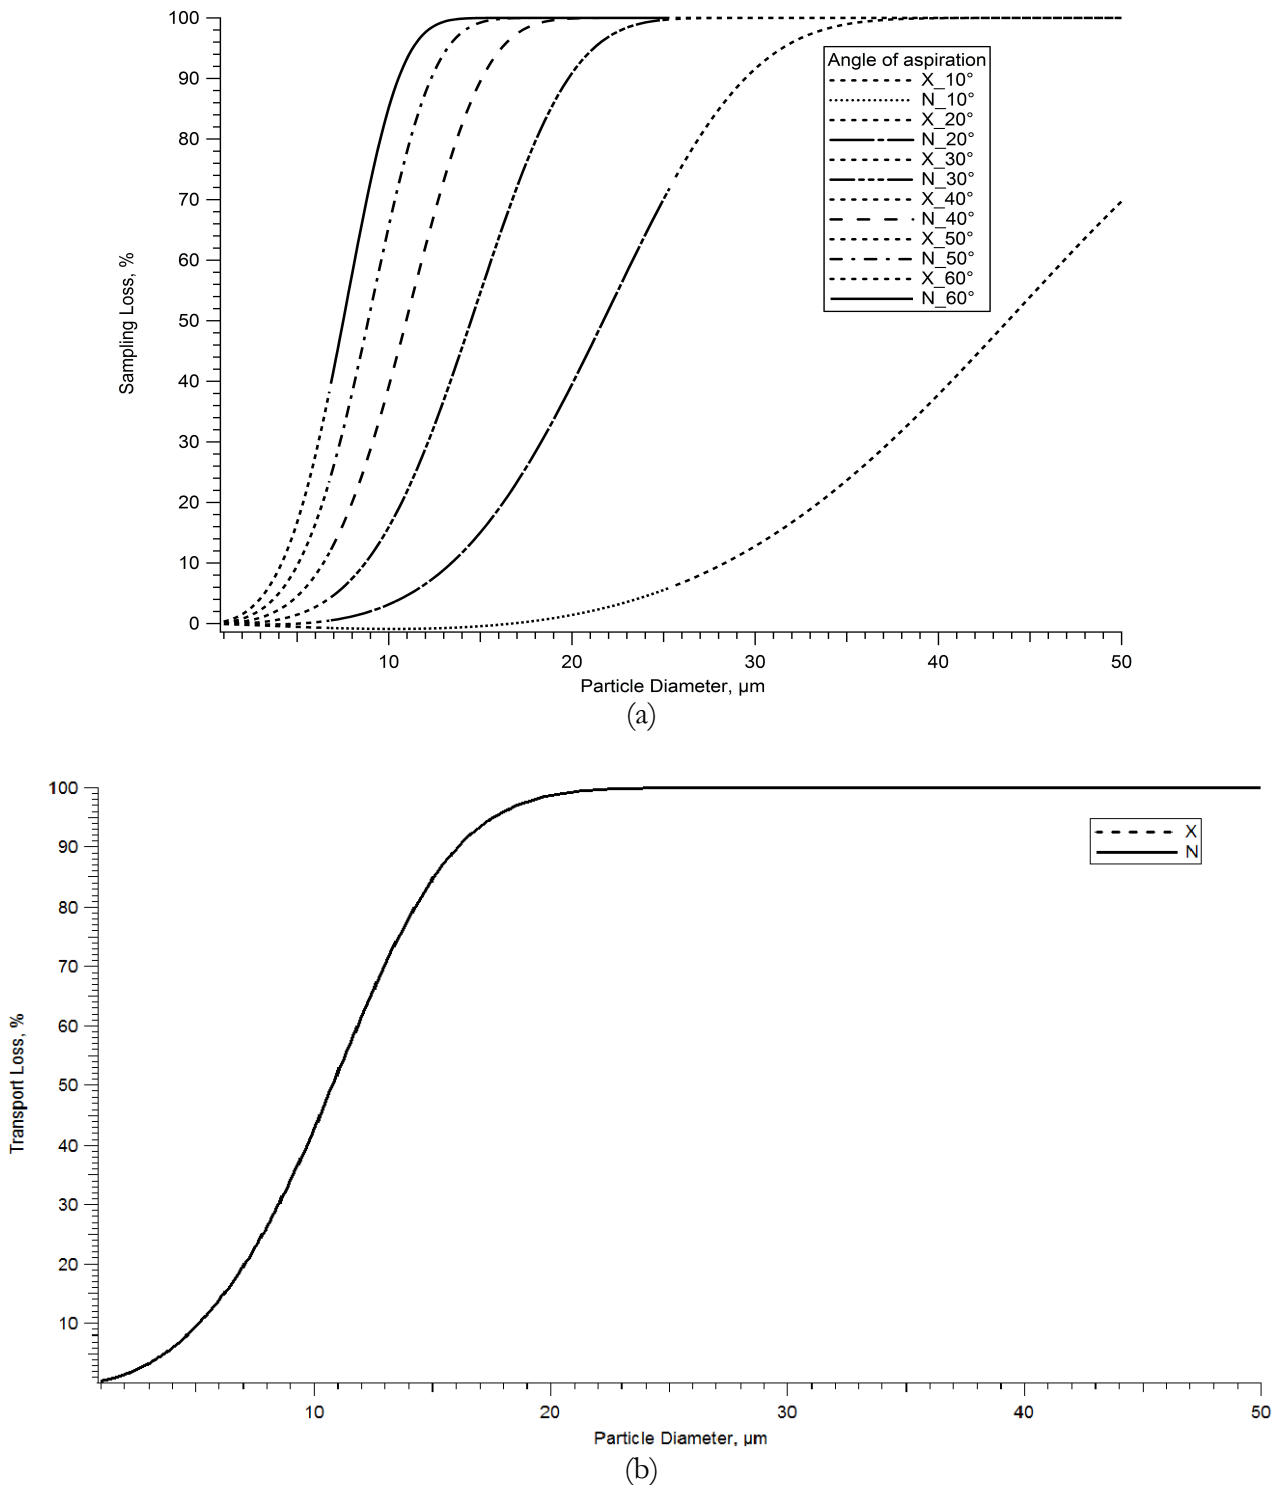 100
90
80
70
60
50
40
30
20
10
0
Sampling Loss, %
Angle of aspiration
X_10°
N_10°
X_20°
N_20°
X_30°
N_30°
X_40°
N_40°
X_50°
N_50°
X_60°
N_60°
10 20 30 40 50
Particle Diameter, µm
(a)
100
90
80
70
60
50
40
30
20
10
Transport Loss, %
X
N
10 20 30 40 50
Particle Diameter, µm
(b)